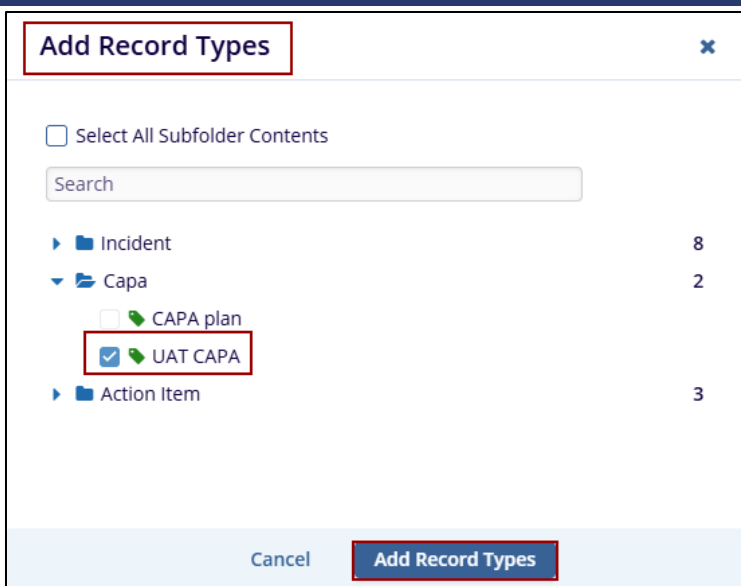 Add Record Types
Select All Subfolder Contents
Search
Incident 8
Capa 2
CAPA plan
UAT CAPA
Action Item 3
Cancel Add Record Types